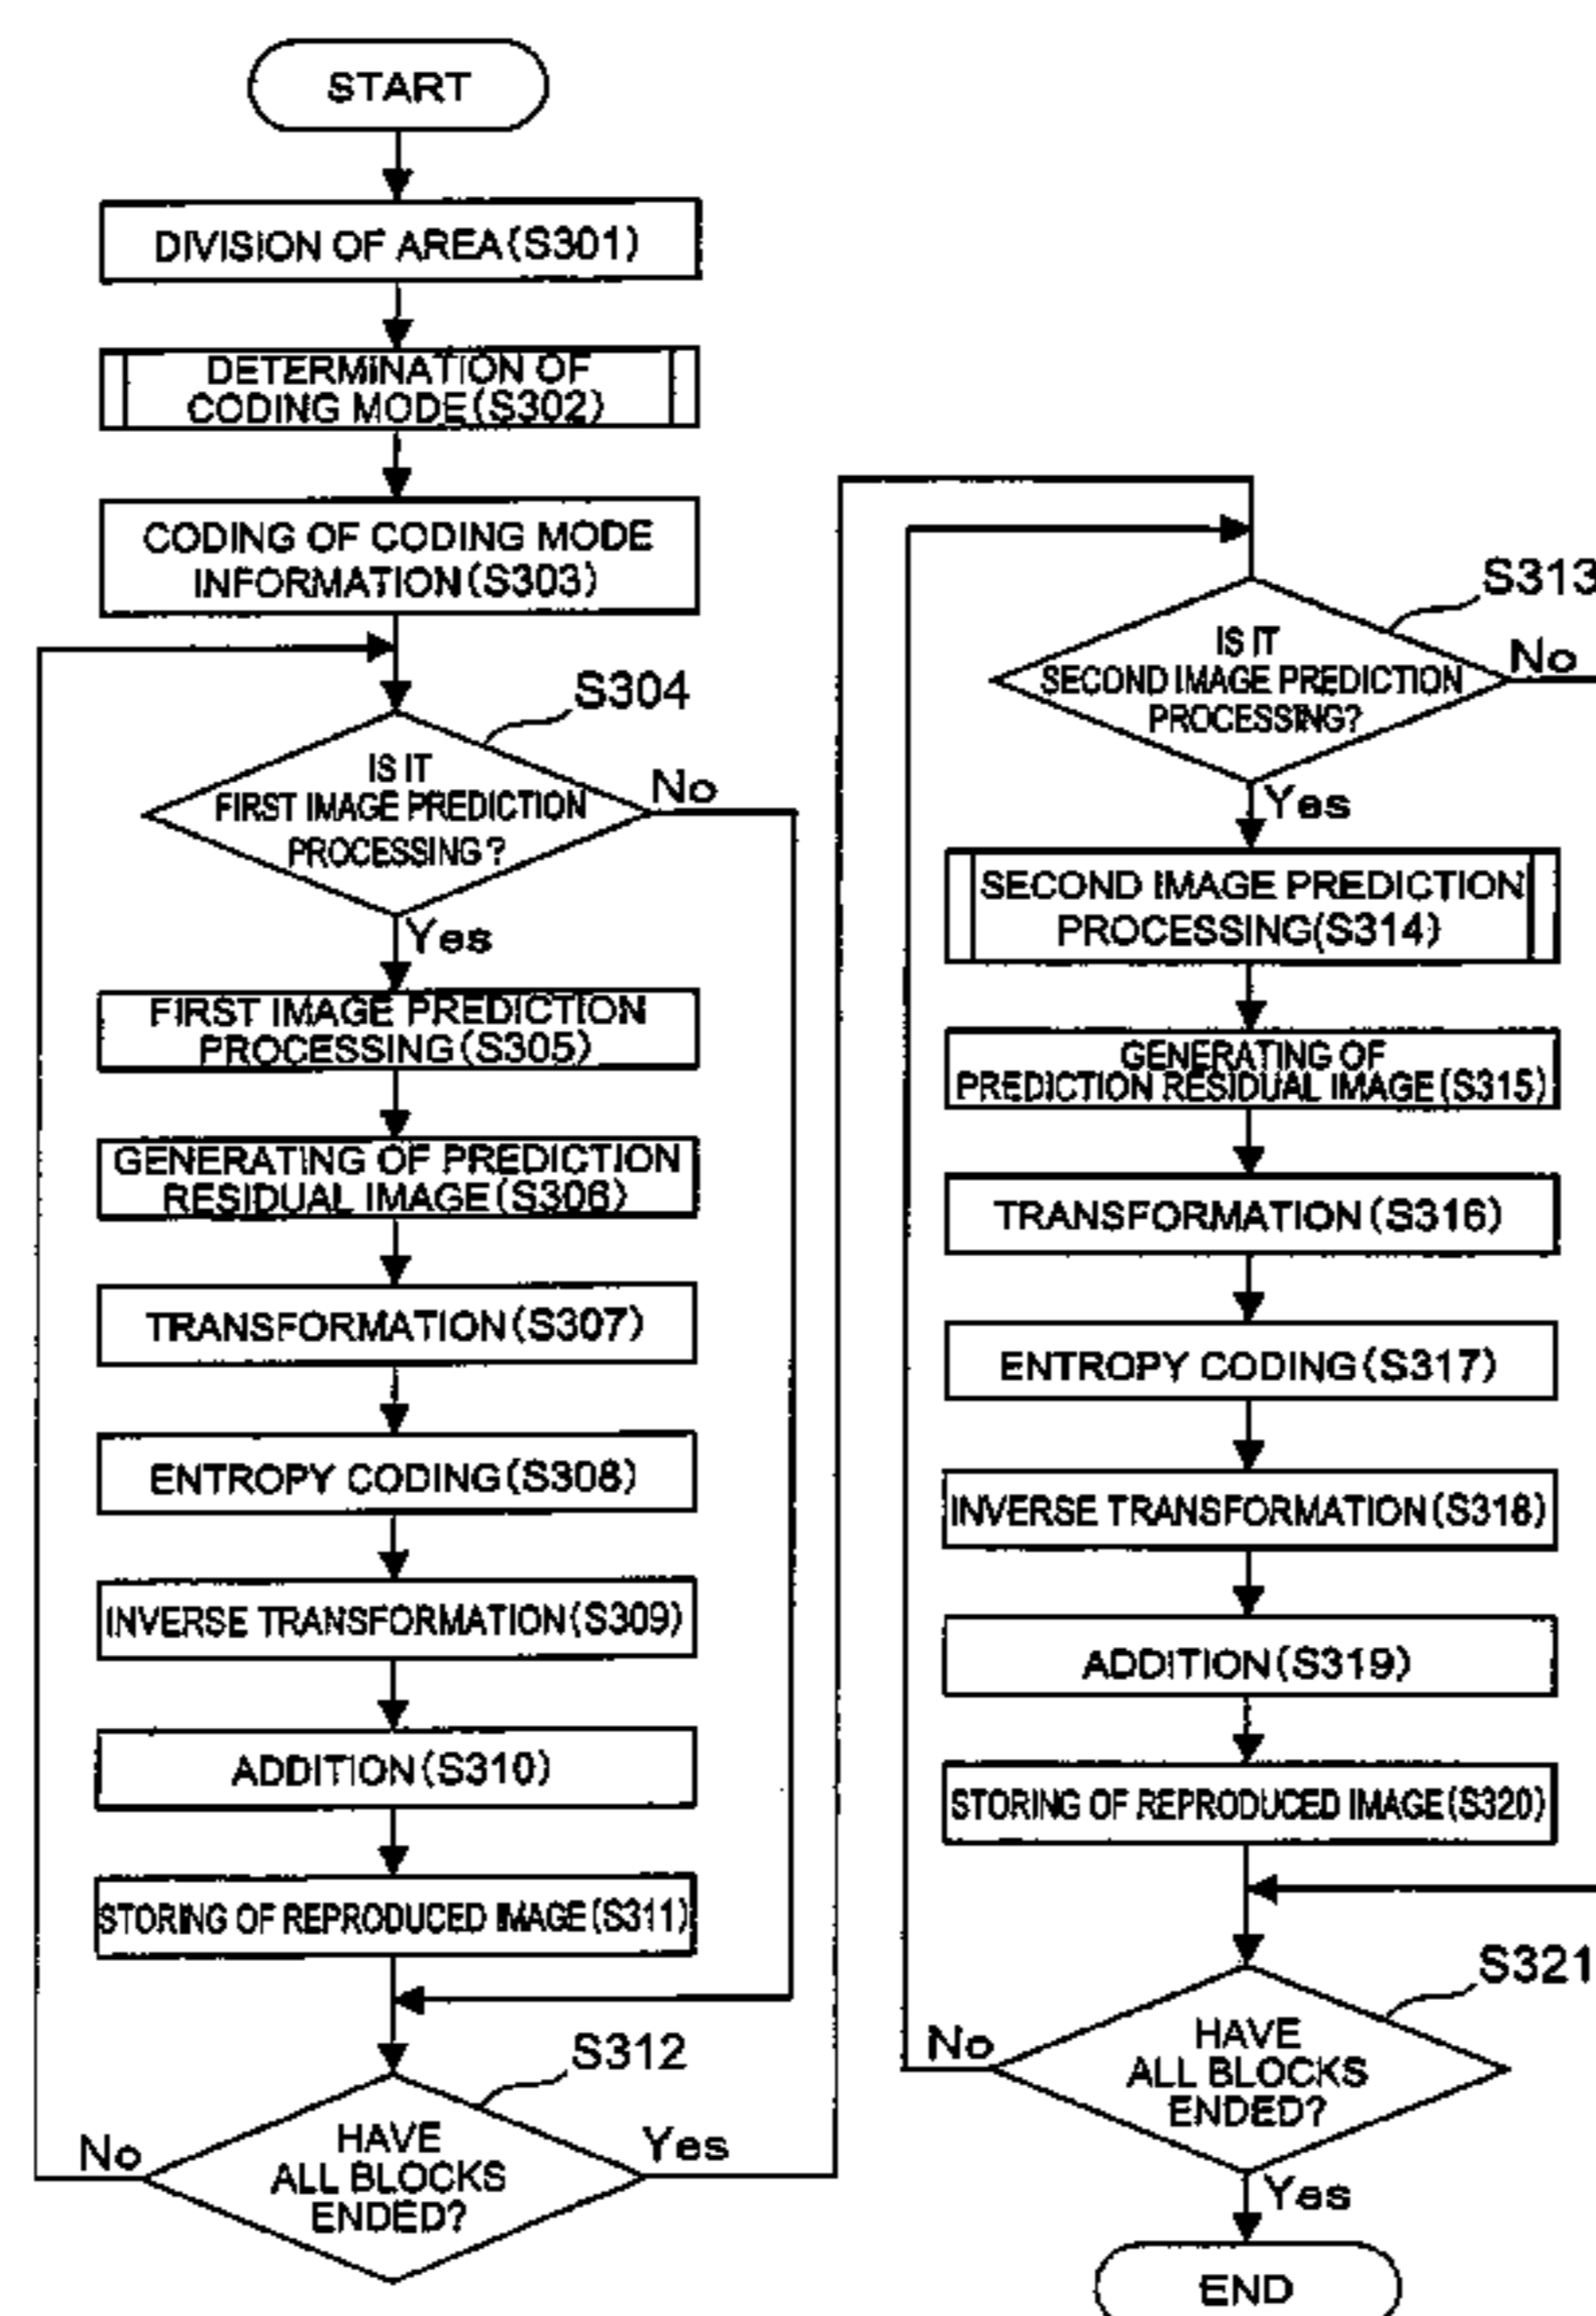 START
DIVISION OF AREA(S301)
DETERMINATION OF
CODING MODE(S302)
CODING OF CODING MODE
INFORMATION(S303)
S304
IS IT
FIRST IMAGE PREDICTION
PROCESSING?
No
Yes
FIRST IMAGE PREDICTION
PROCESSING(S305)
GENERATING OF PREDICTION
RESIDUAL IMAGE(S306)
TRANSFORMATION(S307)
ENTROPY CODING(S308)
INVERSE TRANSFORMATION(S309)
ADDITION(S310)
STORING OF REPRODUCED IMAGE(S311)
S312
HAVE
ALL BLOCKS
ENDED?
No
Yes
S313
IS IT
SECOND IMAGE PREDICTION
PROCESSING?
No
Yes
SECOND IMAGE PREDICTION
PROCESSING(S314)
GENERATING OF
PREDICTION RESIDUAL IMAGE(S315)
TRANSFORMATION(S316)
ENTROPY CODING(S317)
INVERSE TRANSFORMATION(S318)
ADDITION(S319)
STORING OF REPRODUCED IMAGE(S320)
S321
HAVE
ALL BLOCKS
ENDED?
No
Yes
END